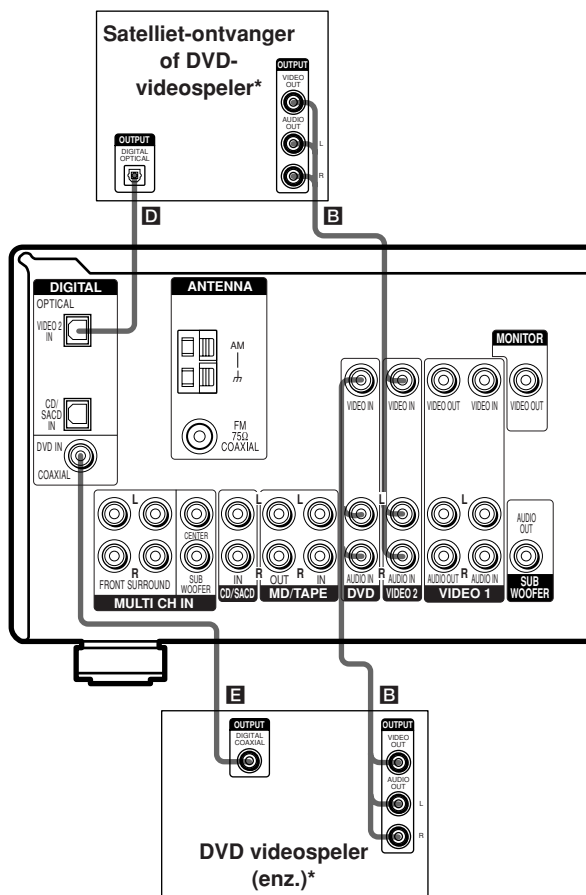 Satelliet-ontvanger
of DVD-
videospeler*
OUTPUT
VIDEO
OUT
AUDIO
OUT
L
R
OUTPUT
DIGITAL
OPTICAL
D
B
DIGITAL
OPTICAL
VIDEO 2
IN
CD/
SACD
IN
DVD IN
COAXIAL
ANTENNA
AM
FM
75Ω
COAXIAL
MONITOR
VIDEO IN
VIDEO IN
VIDEO OUT
VIDEO IN
VIDEO OUT
L
L
L
L
CENTER
R
R
R
R
FRONT
SURROUND
SUB
WOOFER
MULTI CH IN
IN
CD/SACD
OUT
IN
MD/TAPE
AUDIO IN
DVD
AUDIO IN
VIDEO 2
AUDIO OUT
AUDIO IN
VIDEO 1
AUDIO
OUT
SUB
WOOFER
E
B
OUTPUT
DIGITAL
COAXIAL
OUTPUT
VIDEO
OUT
AUDIO
OUT
L
R
DVD videospeler
(enz.)*